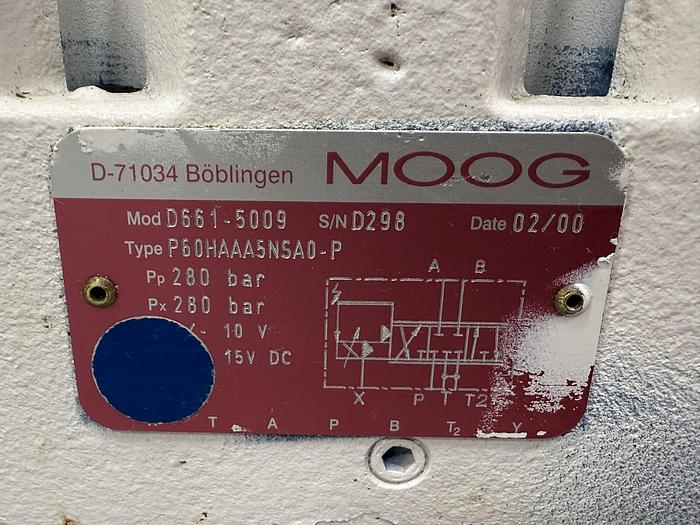 D-71034 Böblingen MOOG
Mod D661-5009 S/N D298 Date 02/00
Type P60HAAA5NSA0-P
Pp 280 bar
Px 280 bar
- 10 V
15V DC
A B
X P T T2
T A P B T2 Y